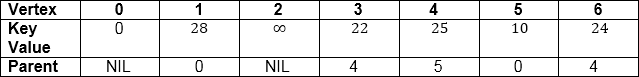 Vertex 0 1 2 3 4 5 6
Key Value 0 28 ∞ 22 25 10 24
Parent NIL 0 NIL 4 5 0 4